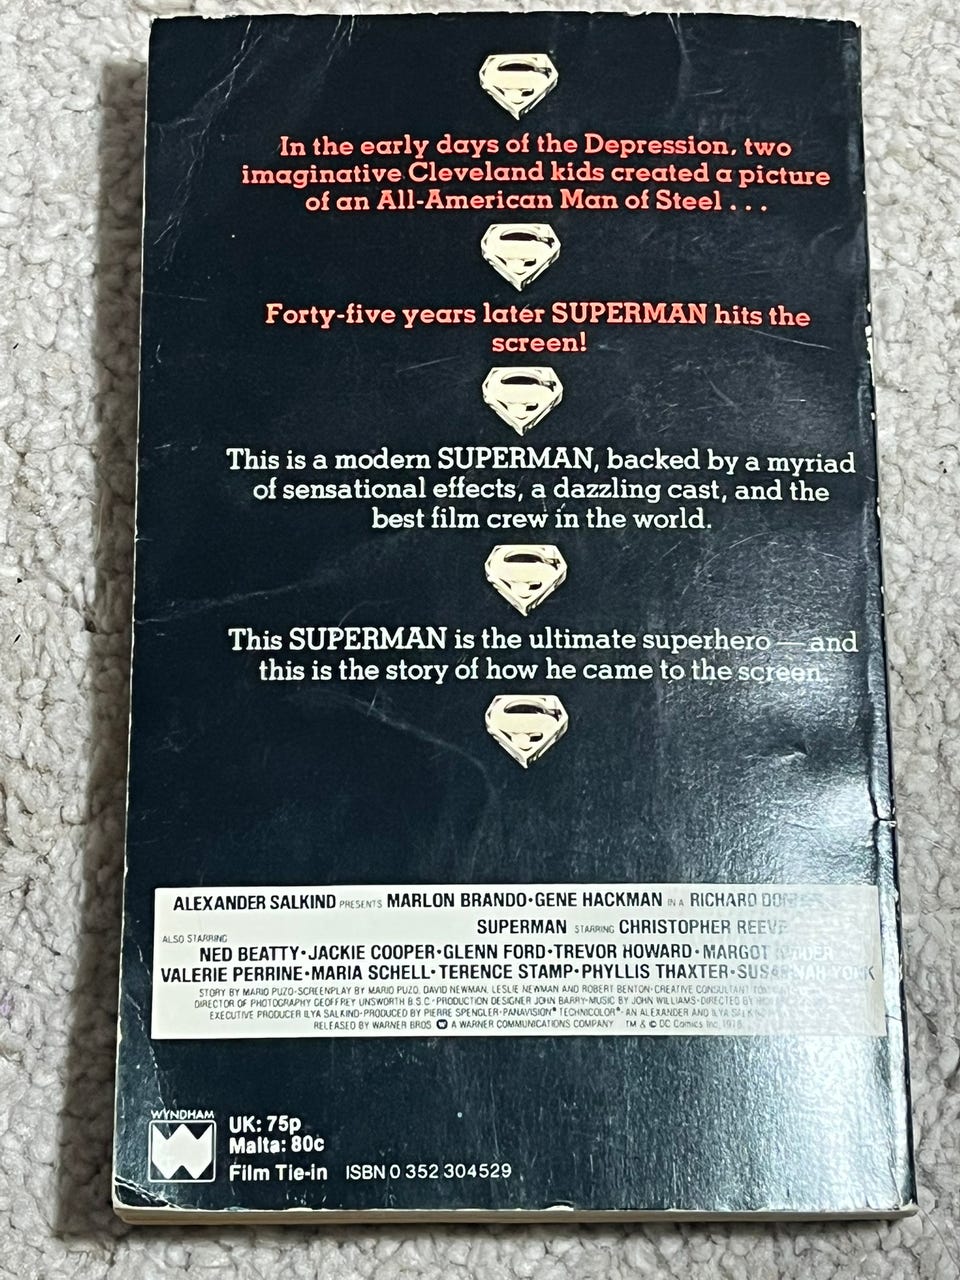 In the early days of the Depression, two
imaginative Cleveland kids created a picture
of an All-American Man of Steel . . .
Forty-five years later SUPERMAN hits the
screen!
This is a modern SUPERMAN, backed by a myriad
of sensational effects, a dazzling cast, and the
best film crew in the world.
This SUPERMAN is the ultimate superhero — and
this is the story of how he came to the screen.
ALEXANDER SALKIND PRESENTS MARLON BRANDO·GENE HACKMAN IN A RICHARD
SUPERMAN STARRING CHRISTOPHER REEVE
ALSO STARRING
NED BEATTY·JACKIE COOPER·GLENN FORD·TREVOR HOWARD·MARGOT KIDDER
VALERIE PERRINE·MARIA SCHELL·TERENCE STAMP·PHYLLIS THAXTER·SUSANNAH YORK
STORY BY MARIO PUZO·SCREENPLAY BY MARIO PUZO, DAVID NEWMAN, LESLIE NEWMAN AND ROBERT BENTON·CREATIVE CONSULTANT
DIRECTOR OF PHOTOGRAPHY GEOFFREY UNSWORTH B.S.C·PRODUCTION DESIGNER JOHN BARRY·MUSIC BY JOHN WILLIAMS·DIRECTED BY
EXECUTIVE PRODUCER ILYA SALKIND·PRODUCED BY PIERRE SPENGLER·PANAVISION® TECHNICOLOR®·AN ALEXANDER AND ILYA
RELEASED BY WARNER BROS. A WARNER COMMUNICATIONS COMPANY TM & © DC Comics Inc. 1978
WYNDHAM
UK: 75p
Malta: 80c
Film Tie-in ISBN 0 352 304529